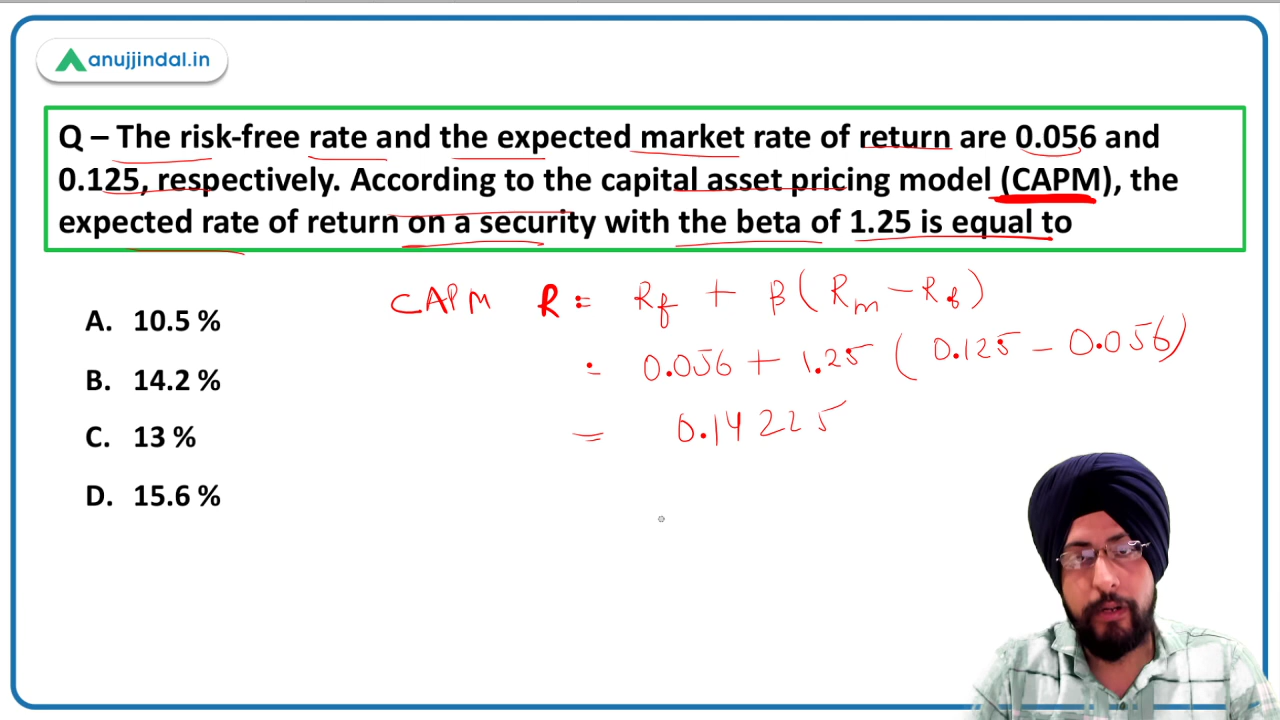 anujjindal.in
Q – The risk-free rate and the expected market rate of return are 0.056 and
0.125, respectively. According to the capital asset pricing model (CAPM), the
expected rate of return on a security with the beta of 1.25 is equal to
A. 10.5 %
B. 14.2 %
C. 13 %
D. 15.6 %
CAPM R = Rf + β(Rm – Rf)
= 0.056 + 1.25 (0.125 – 0.056)
= 0.14225